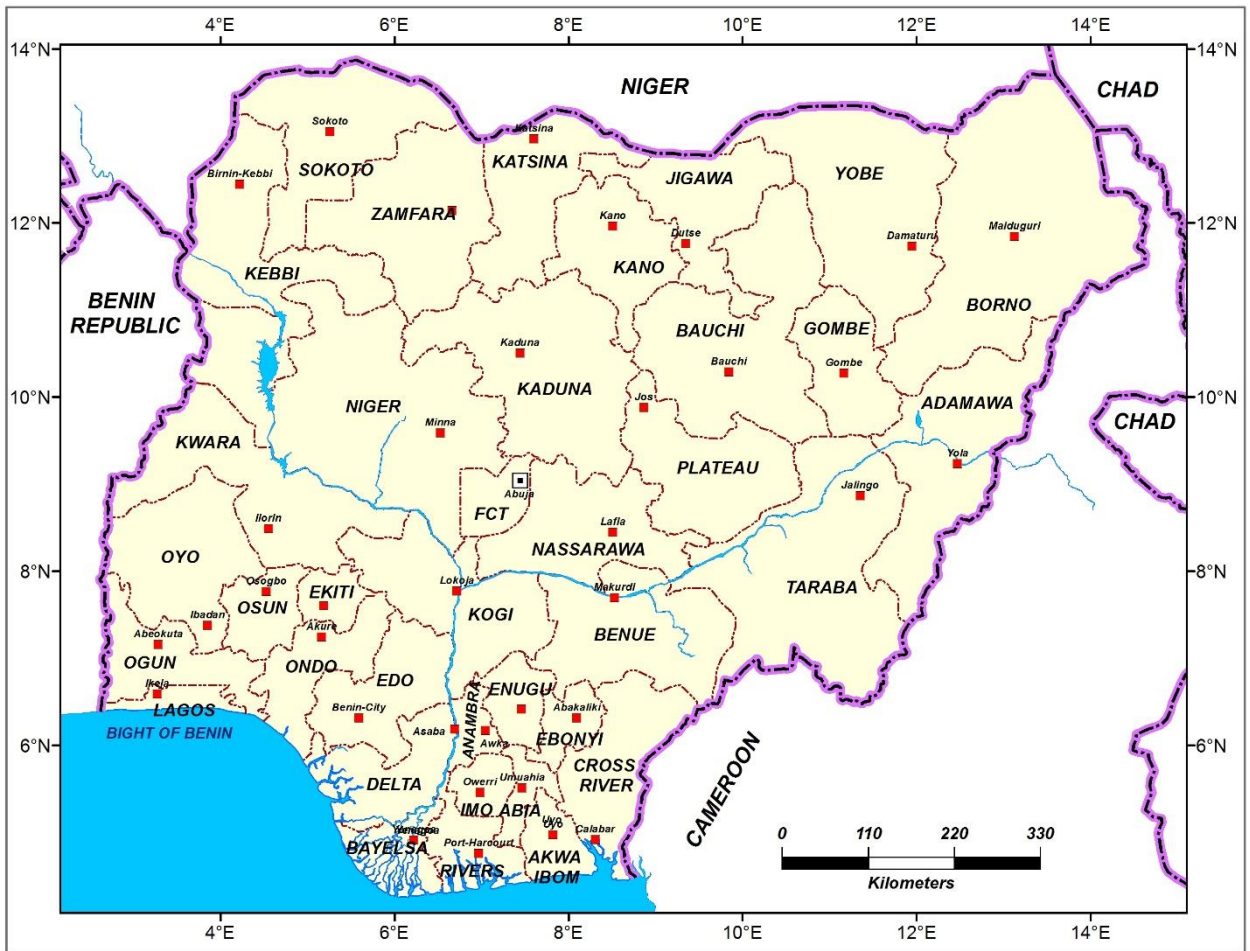 4°E 6°E 8°E 10°E 12°E 14°E
14°N 14°N
NIGER
CHAD
Sokoto
Katsina
KATSINA
SOKOTO
Birnin-Kebbi
JIGAWA
YOBE
ZAMFARA
12°N 12°N
Kano
Dutse
Damaturu
Maiduguri
KANO
KEBBI
BENIN
REPUBLIC
BORNO
BAUCHI
GOMBE
Kaduna
Bauchi
Gombe
KADUNA
10°N 10°N
Jos
ADAMAWA
NIGER
CHAD
Minna
KWARA
Yola
PLATEAU
Jalingo
Abuja
FCT
Ilorin
Lafia
NASSARAWA
OYO
8°N 8°N
Osogbo
EKITI
Lokoja
Makurdi
TARABA
OSUN
Ibadan
KOGI
Akure
Abeokuta
BENUE
OGUN
ONDO
EDO
Ikeja
ENUGU
LAGOS
Benin-City
Abakaliki
BIGHT OF BENIN
Asaba
ANAMBRA
Awka
EBONYI
6°N 6°N
CROSS
RIVER
DELTA
Owerri
Umuahia
IMO
ABIA
CAMEROON
Uyo
Uyo
Calabar
Yenegoa
BAYELSA
Port-Harcourt
RIVERS
AKWA
IBOM
0 110 220 330
Kilometers
4°E 6°E 8°E 10°E 12°E 14°E